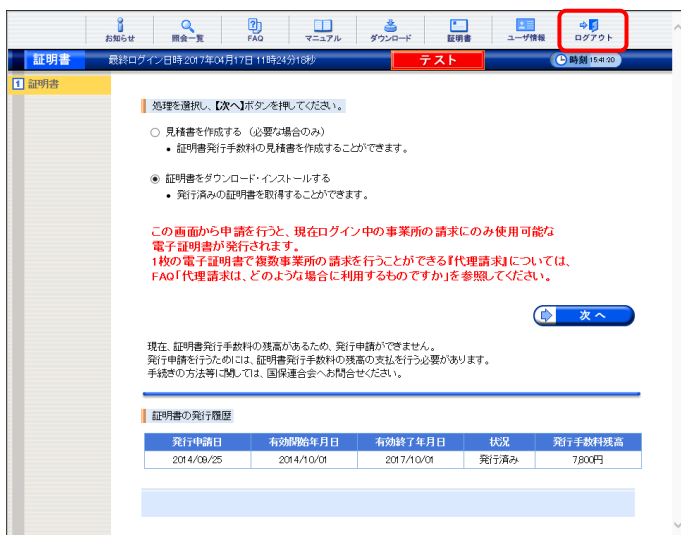 お知らせ 照会一覧 FAQ マニュアル ダウンロード 証明書 ユーザ情報 ログアウト
証明書 最終ログイン日時:2017年04月17日 11時24分18秒 テスト 時刻 15:41:20
1 証明書
処理を選択し、【次へ】ボタンを押してください。
見積書を作成する （必要な場合のみ）
• 証明書発行手数料の見積書を作成することができます。
証明書をダウンロード・インストールする
• 発行済みの証明書を取得することができます。
この画面から申請を行うと、現在ログイン中の事業所の請求にのみ使用可能な
電子証明書が発行されます。
1枚の電子証明書で複数事業所の請求を行うことができる『代理請求』については、
FAQ「代理請求は、どのような場合に利用するものですか」を参照してください。
次 へ
現在、証明書発行手数料の残高があるため、発行申請ができません。
発行申請を行うためには、証明書発行手数料の残高の支払を行う必要があります。
手続きの方法等に関しては、国保連合会へお問合せください。
証明書の発行履歴
発行申請日 有効開始年月日 有効終了年月日 状況 発行手数料残高
2014/09/25 2014/10/01 2017/10/01 発行済み 7,800円